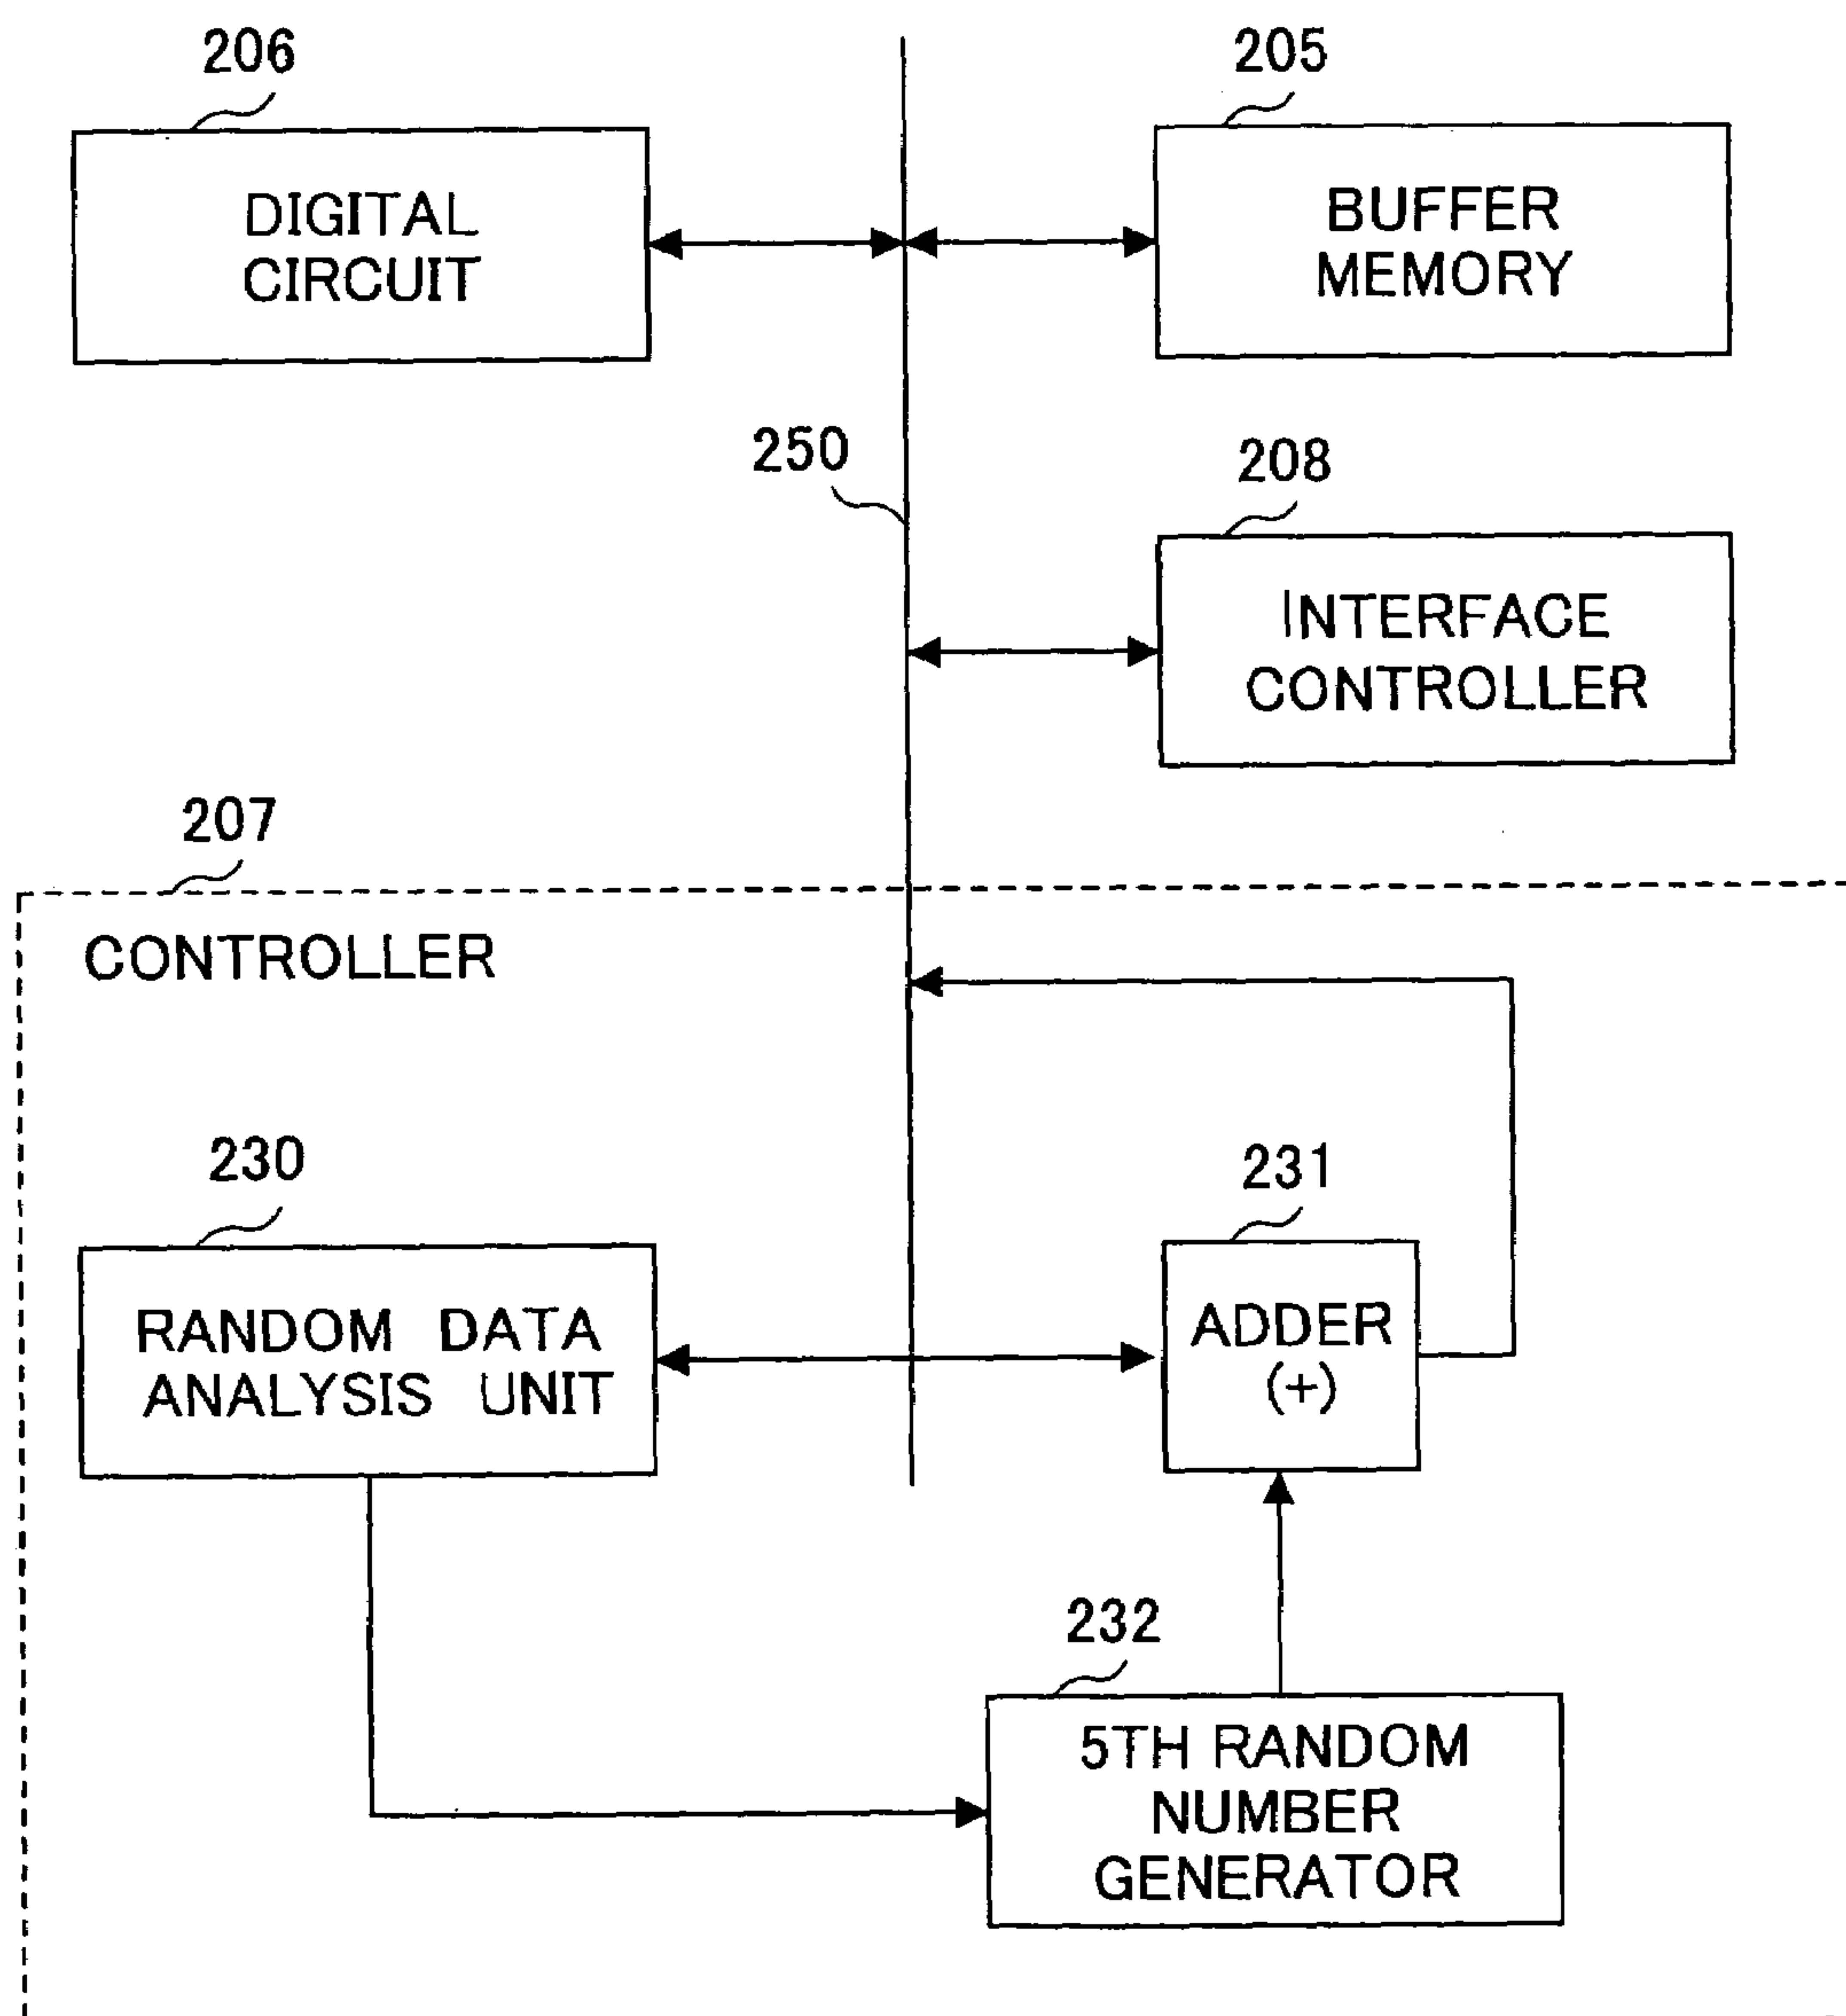 206
205
DIGITAL
CIRCUIT
BUFFER
MEMORY
250
208
INTERFACE
CONTROLLER
207
CONTROLLER
230
231
RANDOM DATA
ANALYSIS UNIT
ADDER
(+)
232
5TH RANDOM
NUMBER
GENERATOR